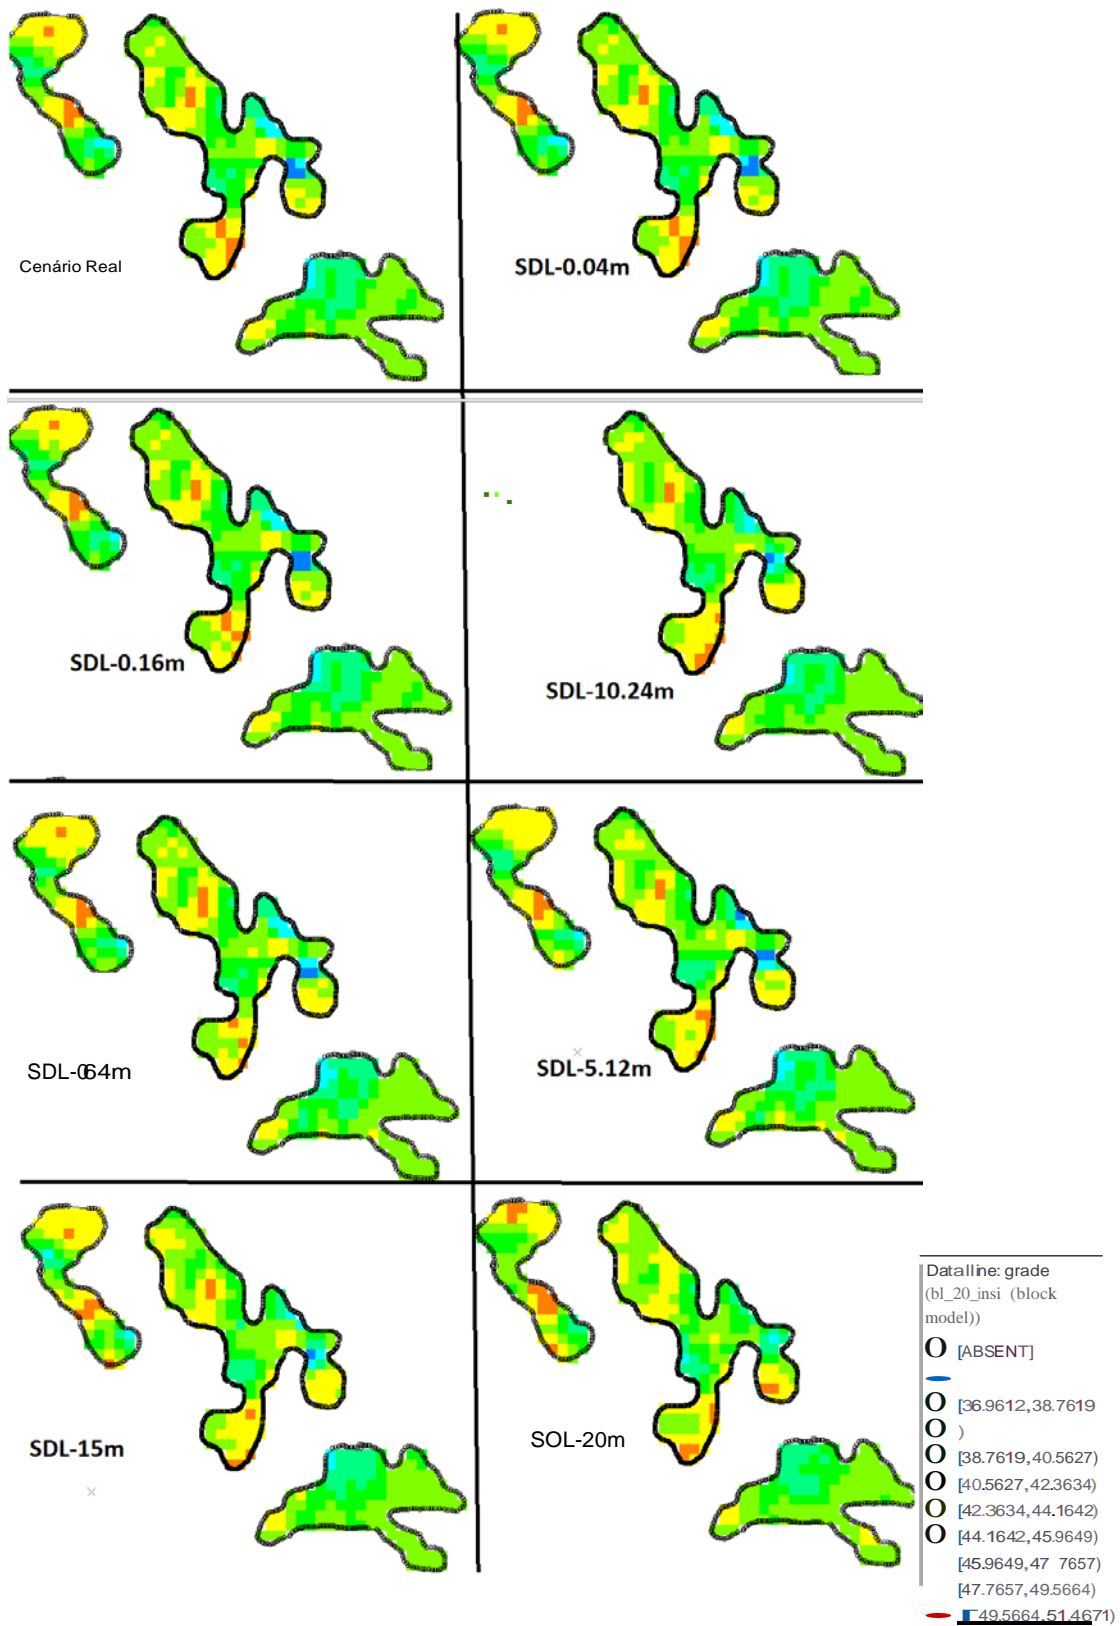 Cenário Real
SDL-0.04m
SDL-0.16m
SDL-10.24m
SDL-064m
SDL-5.12m
SDL-15m
SOL-20m
Datalline: grade
(bl_20_insi (block
model))
O [ABSENT]
O [36.9612,38.7619
O )
O [38.7619,40.5627)
O [40.5627,42.3634)
O [42.3634,44.1642)
O [44.1642,45.9649)
[45.9649,47 7657)
[47.7657,49.5664)
[49.5664,51.4671)